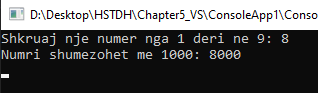 D:\Desktop\HSTDH\Chapter5_VS\ConsoleApp1\Conso
Shkruaj nje numer nga 1 deri ne 9: 8
Numri shumezohet me 1000: 8000